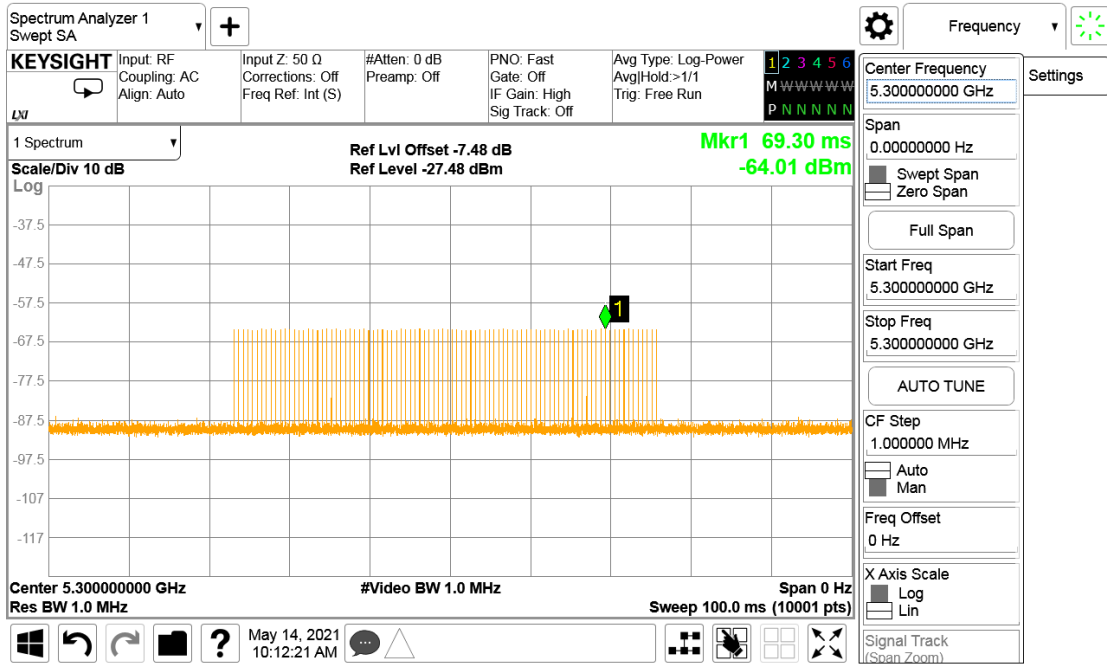 Spectrum Analyzer 1
Swept SA
+
Frequency
KEYSIGHT
LXI
Input: RF
Coupling: AC
Align: Auto
Input Z: 50 Ω
Corrections: Off
Freq Ref: Int (S)
#Atten: 0 dB
Preamp: Off
PNO: Fast
Gate: Off
IF Gain: High
Sig Track: Off
Avg Type: Log-Power
Avg|Hold:>1/1
Trig: Free Run
1 2 3 4 5 6
M W W W W W
P N N N N N
1 Spectrum
Scale/Div 10 dB
Log
Ref Lvl Offset -7.48 dB
Ref Level -27.48 dBm
Mkr1 69.30 ms
-64.01 dBm
-37.5
-47.5
-57.5
1
-67.5
-77.5
-87.5
-97.5
-107
-117
Center 5.300000000 GHz
Res BW 1.0 MHz
#Video BW 1.0 MHz
Span 0 Hz
Sweep 100.0 ms (10001 pts)
?
May 14, 2021
10:12:21 AM
Center Frequency
5.300000000 GHz
Span
0.00000000 Hz
Swept Span
Zero Span
Full Span
Start Freq
5.300000000 GHz
Stop Freq
5.300000000 GHz
AUTO TUNE
CF Step
1.000000 MHz
Auto
Man
Freq Offset
0 Hz
X Axis Scale
Log
Lin
Signal Track
(Span Zoom)
Settings